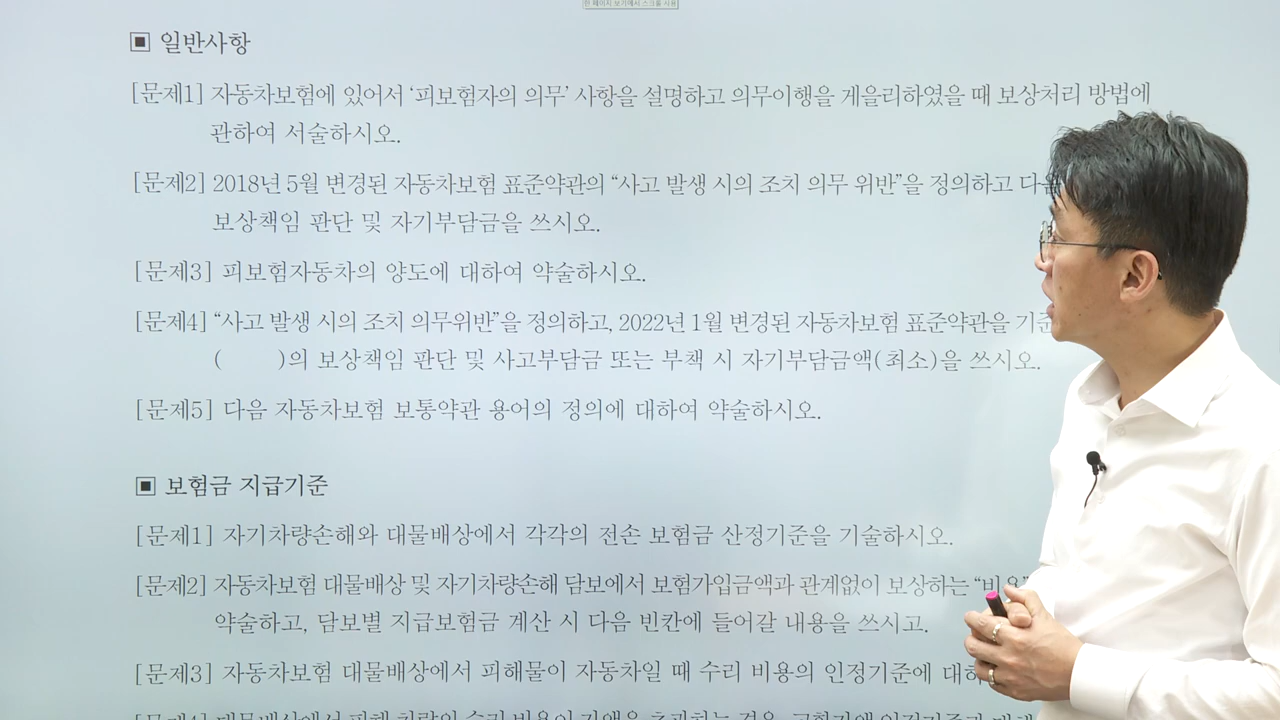 한 페이지 보기에서 스크롤 사용
▣ 일반사항
[문제1] 자동차보험에 있어서 ‘피보험자의 의무’ 사항을 설명하고 의무이행을 게을리하였을 때 보상처리 방법에
관하여 서술하시오.
[문제2] 2018년 5월 변경된 자동차보험 표준약관의 “사고 발생 시의 조치 의무 위반”을 정의하고
보상책임 판단 및 자기부담금을 쓰시오.
[문제3] 피보험자동차의 양도에 대하여 약술하시오.
[문제4] “사고 발생 시의 조치 의무위반”을 정의하고, 2022년 1월 변경된 자동차보험 표준약관을
( )의 보상책임 판단 및 사고부담금 또는 부책 시 자기부담금액(최소)을 쓰시오.
[문제5] 다음 자동차보험 보통약관 용어의 정의에 대하여 약술하시오.
▣ 보험금 지급기준
[문제1] 자기차량손해와 대물배상에서 각각의 전손 보험금 산정기준을 기술하시오.
[문제2] 자동차보험 대물배상 및 자기차량손해 담보에서 보험가입금액과 관계없이 보상하는 “비용”
약술하고, 담보별 지급보험금 계산 시 다음 빈칸에 들어갈 내용을 쓰시고.
[문제3] 자동차보험 대물배상에서 피해물이 자동차일 때 수리 비용의 인정기준에